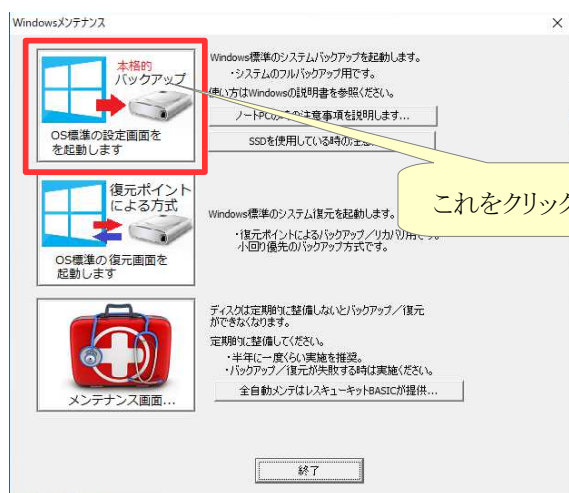 Windowsメンテナンス
本格的
バックアップ
OS標準の設定画面を
を起動します
Windows標準のシステムバックアップを起動します。
・システムのフルバックアップ用です。
使い方はWindowsの説明書を参照ください。
ノートPCの
注意事項を説明します...
SSDを使用している時の注意
これをクリック
復元ポイント
による方式
OS標準の復元画面を
起動します
Windows標準のシステム復元を起動します。
・復元ポイントによるバックアップ/リカバリ用です。
小回り優先のバックアップ方式です。
メンテナンス画面...
ディスクは定期的に整備しないとバックアップ/復元
ができなくなります。
定期的に整備してください。
・半年に一度くらい実施を推奨。
・バックアップ/復元が失敗する時は実施ください。
全自動メンテはレスキューキットBASICが提供...
終了